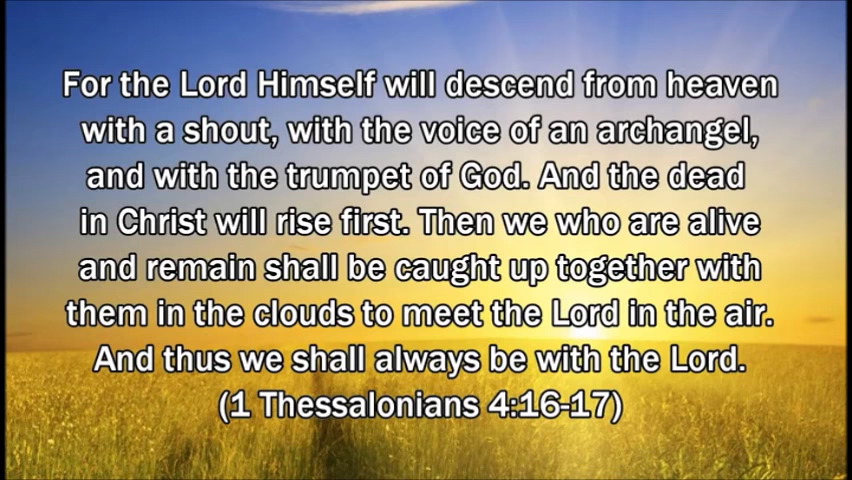 For the Lord Himself will descend from heaven
with a shout, with the voice of an archangel,
and with the trumpet of God. And the dead
in Christ will rise first. Then we who are alive
and remain shall be caught up together with
them in the clouds to meet the Lord in the air.
And thus we shall always be with the Lord.
(1 Thessalonians 4:16-17)